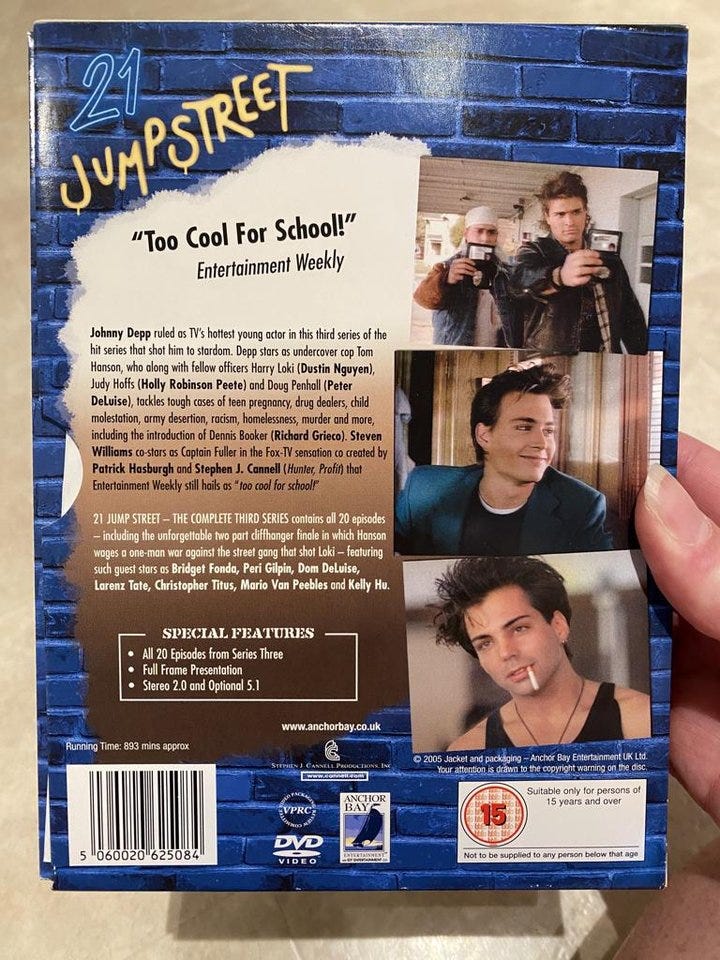 21
JUMPSTREET
“Too Cool For School!”
Entertainment Weekly
Johnny Depp ruled as TV's hottest young actor in this third series of the
hit series that shot him to stardom. Depp stars as undercover cop Tom
Hanson, who along with fellow officers Harry Loki (Dustin Nguyen),
Judy Hoffs (Holly Robinson Peete) and Doug Penhall (Peter
DeLuise), tackles tough cases of teen pregnancy, drug dealers, child
molestation, army desertion, racism, homelessness, murder and more,
including the introduction of Dennis Booker (Richard Grieco). Steven
Williams co-stars as Captain Fuller in the Fox-TV sensation co created by
Patrick Hasburgh and Stephen J. Cannell (Hunter, Profit) that
Entertainment Weekly still hails as “too cool for school!”
21 JUMP STREET – THE COMPLETE THIRD SERIES contains all 20 episodes
– including the unforgettable two part cliffhanger finale in which Hanson
wages a one-man war against the street gang that shot Loki – featuring
such guest stars as Bridget Fonda, Peri Gilpin, Dom DeLuise,
Larenz Tate, Christopher Titus, Mario Van Peebles and Kelly Hu.
SPECIAL FEATURES
• All 20 Episodes from Series Three
• Full Frame Presentation
• Stereo 2.0 and Optional 5.1
www.anchorbay.co.uk
Running Time: 893 mins approx
STEPHEN J. CANNELL PRODUCTIONS, INC
www.cannell.com
© 2005 Jacket and packaging – Anchor Bay Entertainment UK Ltd.
Your attention is drawn to the copyright warning on the disc.
5 060020 625084
VPRC
DVD
VIDEO
ANCHOR
BAY
ENTERTAINMENT
15
Suitable only for persons of
15 years and over
Not to be supplied to any person below that age